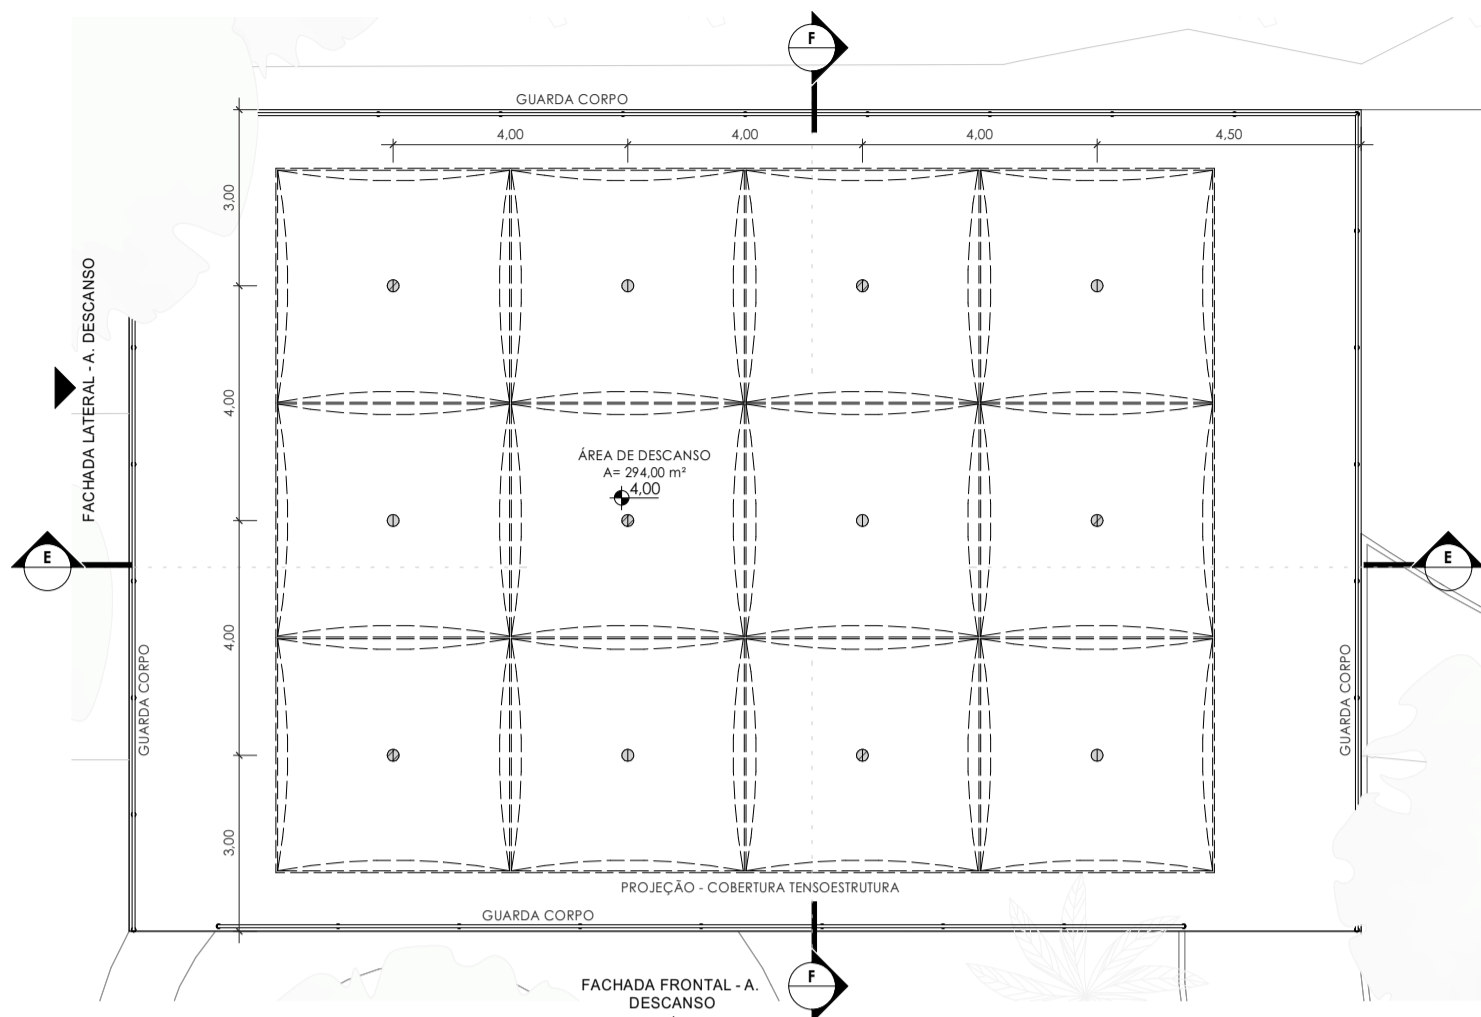 F
GUARDA CORPO
4,00
4,00
4,00
4,50
3,00
FACHADA LATERAL - A. DESCANSO
4,00
ÁREA DE DESCANSO
A= 294,00 m²
4,00
E
E
4,00
GUARDA CORPO
GUARDA CORPO
3,00
PROJEÇÃO - COBERTURA TENSOESTRUTURA
GUARDA CORPO
F
FACHADA FRONTAL - A.
DESCANSO